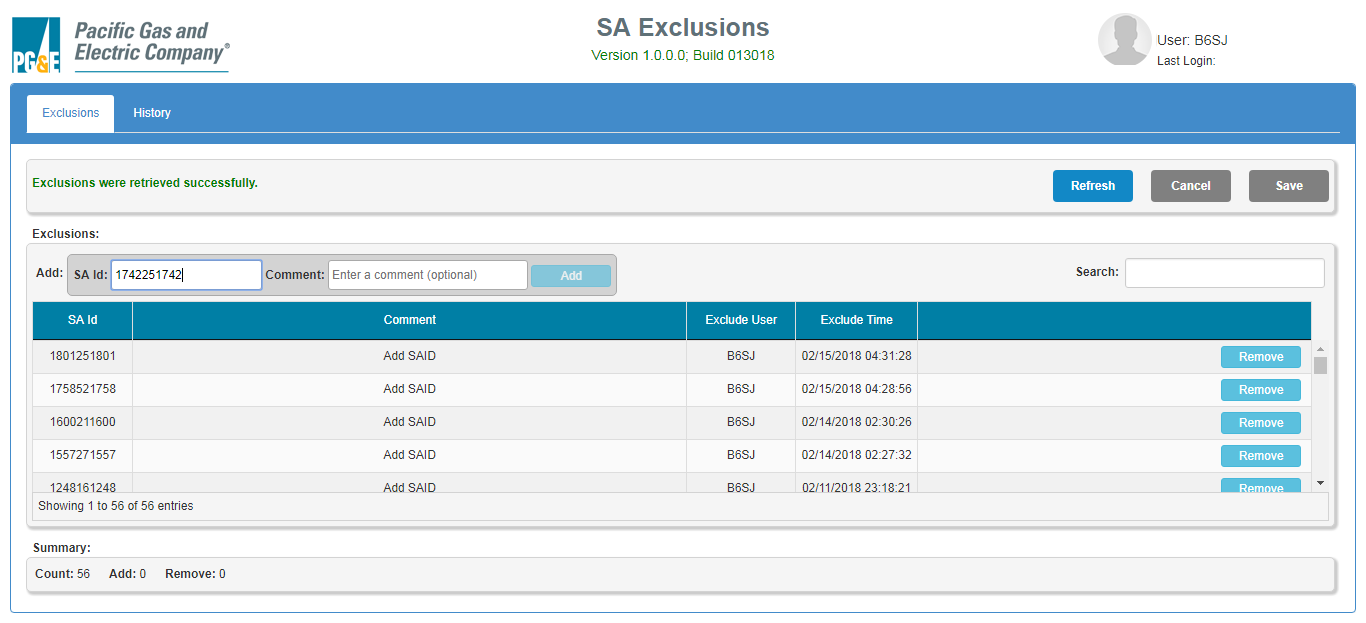 PG&E Pacific Gas and
Electric Company®
SA Exclusions
Version 1.0.0.0; Build 013018
User: B6SJ
Last Login:
Exclusions History
Exclusions were retrieved successfully.
Refresh Cancel Save
Exclusions:
Add: SA Id: 1742251742 Comment: Enter a comment (optional) Add Search:
SA Id Comment Exclude User Exclude Time
1801251801 Add SAID B6SJ 02/15/2018 04:31:28 Remove
1758521758 Add SAID B6SJ 02/15/2018 04:28:56 Remove
1600211600 Add SAID B6SJ 02/14/2018 02:30:26 Remove
1557271557 Add SAID B6SJ 02/14/2018 02:27:32 Remove
1248161248 Add SAID B6SJ 02/11/2018 23:18:21 Remove
Showing 1 to 56 of 56 entries
Summary:
Count: 56 Add: 0 Remove: 0